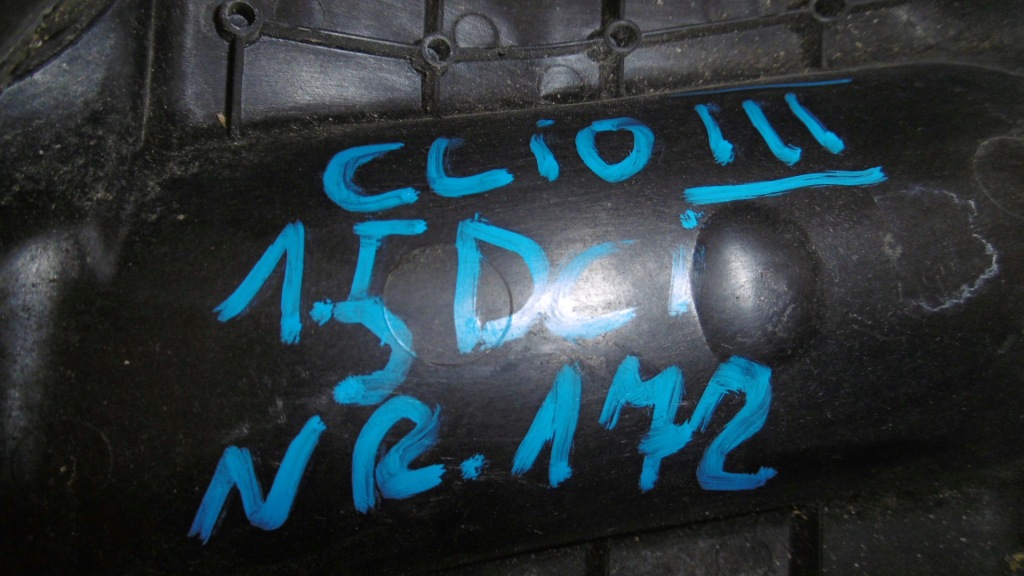 CLiO III
1.5 DCi
NR. 172